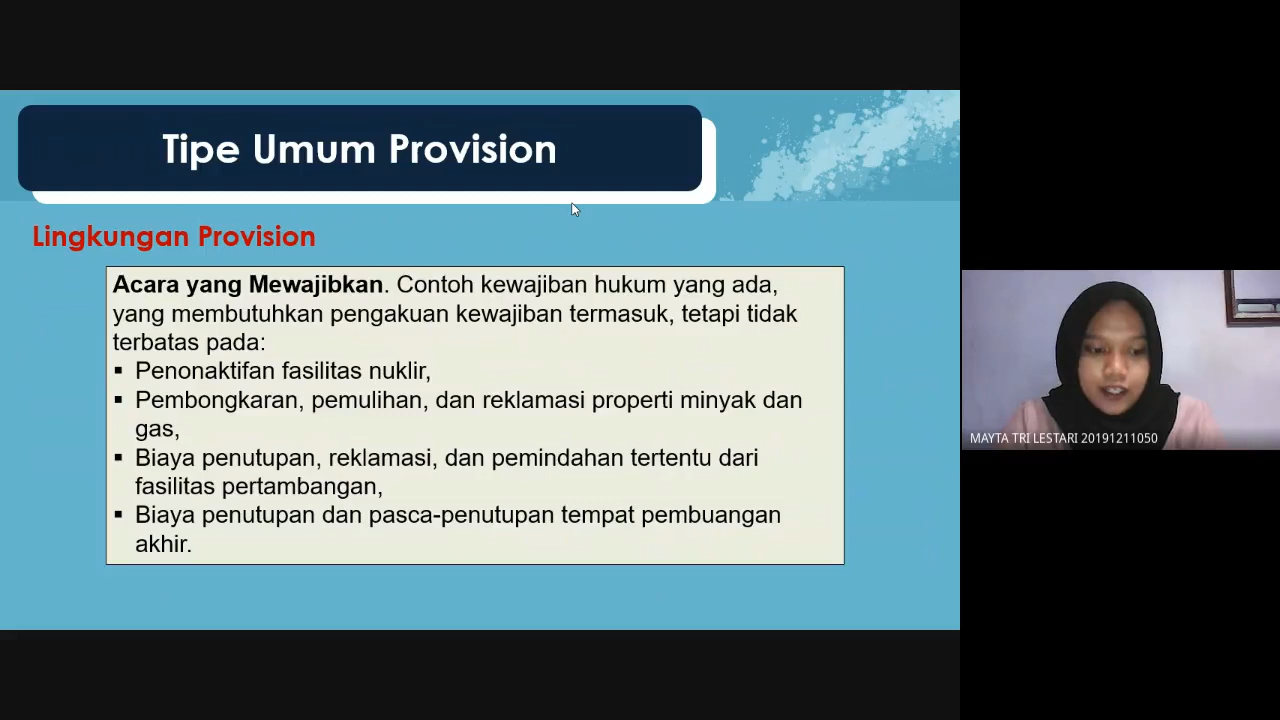 Tipe Umum Provision
Lingkungan Provision
Acara yang Mewajibkan. Contoh kewajiban hukum yang ada,
yang membutuhkan pengakuan kewajiban termasuk, tetapi tidak
terbatas pada:
▪ Penonaktifan fasilitas nuklir,
▪ Pembongkaran, pemulihan, dan reklamasi properti minyak dan
gas,
▪ Biaya penutupan, reklamasi, dan pemindahan tertentu dari
fasilitas pertambangan,
▪ Biaya penutupan dan pasca-penutupan tempat pembuangan
akhir.
MAYTA TRI LESTARI 20191211050